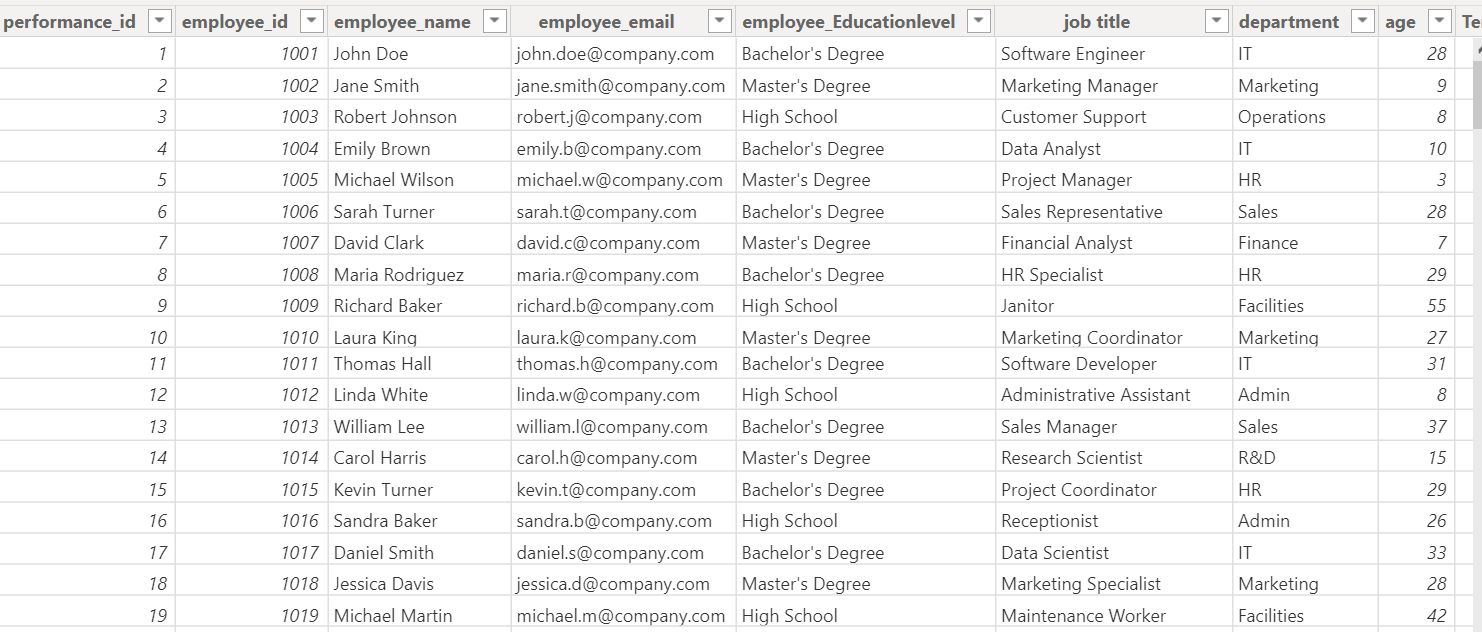 performance_id employee_id employee_name employee_email employee_Educationlevel job title department age Te
1 1001 John Doe john.doe@company.com Bachelor's Degree Software Engineer IT 28
2 1002 Jane Smith jane.smith@company.com Master's Degree Marketing Manager Marketing 9
3 1003 Robert Johnson robert.j@company.com High School Customer Support Operations 8
4 1004 Emily Brown emily.b@company.com Bachelor's Degree Data Analyst IT 10
5 1005 Michael Wilson michael.w@company.com Master's Degree Project Manager HR 3
6 1006 Sarah Turner sarah.t@company.com Bachelor's Degree Sales Representative Sales 28
7 1007 David Clark david.c@company.com Master's Degree Financial Analyst Finance 7
8 1008 Maria Rodriguez maria.r@company.com Bachelor's Degree HR Specialist HR 29
9 1009 Richard Baker richard.b@company.com High School Janitor Facilities 55
10 1010 Laura King laura.k@company.com Master's Degree Marketing Coordinator Marketing 27
11 1011 Thomas Hall thomas.h@company.com Bachelor's Degree Software Developer IT 31
12 1012 Linda White linda.w@company.com High School Administrative Assistant Admin 8
13 1013 William Lee william.l@company.com Bachelor's Degree Sales Manager Sales 37
14 1014 Carol Harris carol.h@company.com Master's Degree Research Scientist R&D 15
15 1015 Kevin Turner kevin.t@company.com Bachelor's Degree Project Coordinator HR 29
16 1016 Sandra Baker sandra.b@company.com High School Receptionist Admin 26
17 1017 Daniel Smith daniel.s@company.com Bachelor's Degree Data Scientist IT 33
18 1018 Jessica Davis jessica.d@company.com Master's Degree Marketing Specialist Marketing 28
19 1019 Michael Martin michael.m@company.com High School Maintenance Worker Facilities 42